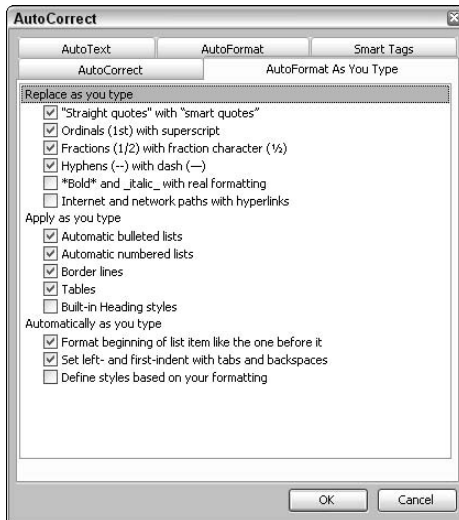 AutoCorrect
AutoText AutoFormat Smart Tags
AutoCorrect AutoFormat As You Type
Replace as you type
"Straight quotes" with “smart quotes”
Ordinals (1st) with superscript
Fractions (1/2) with fraction character (½)
Hyphens (--) with dash (—)
*Bold* and _italic_ with real formatting
Internet and network paths with hyperlinks
Apply as you type
Automatic bulleted lists
Automatic numbered lists
Border lines
Tables
Built-in Heading styles
Automatically as you type
Format beginning of list item like the one before it
Set left- and first-indent with tabs and backspaces
Define styles based on your formatting
OK Cancel